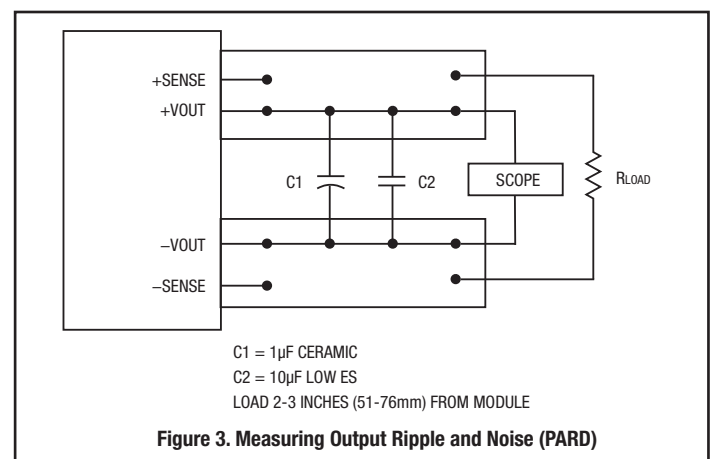 +SENSE
+VOUT
C1
C2
SCOPE
RLOAD
−VOUT
−SENSE
C1 = 1µF CERAMIC
C2 = 10µF LOW ES
LOAD 2-3 INCHES (51-76mm) FROM MODULE
Figure 3. Measuring Output Ripple and Noise (PARD)